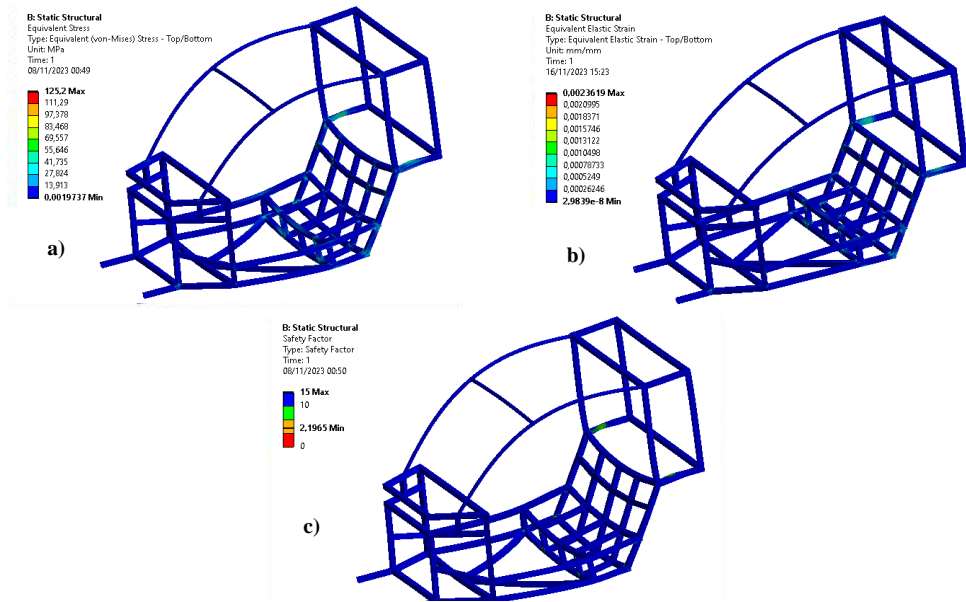 B: Static Structural
Equivalent Stress
Type: Equivalent (von-Mises) Stress - Top/Bottom
Unit: MPa
Time: 1
08/11/2023 00:49
125,2 Max
111,29
97,378
83,468
69,557
55,646
41,735
27,824
13,913
0,0019737 Min
a)
B: Static Structural
Equivalent Elastic Strain
Type: Equivalent Elastic Strain - Top/Bottom
Unit: mm/mm
Time: 1
16/11/2023 15:23
0,0023619 Max
0,0020995
0,0018371
0,0015746
0,0013122
0,0010498
0,00078733
0,0005249
0,00026246
2,9839e-8 Min
b)
B: Static Structural
Safety Factor
Type: Safety Factor
Time: 1
08/11/2023 00:50
15 Max
10
2,1965 Min
0
c)